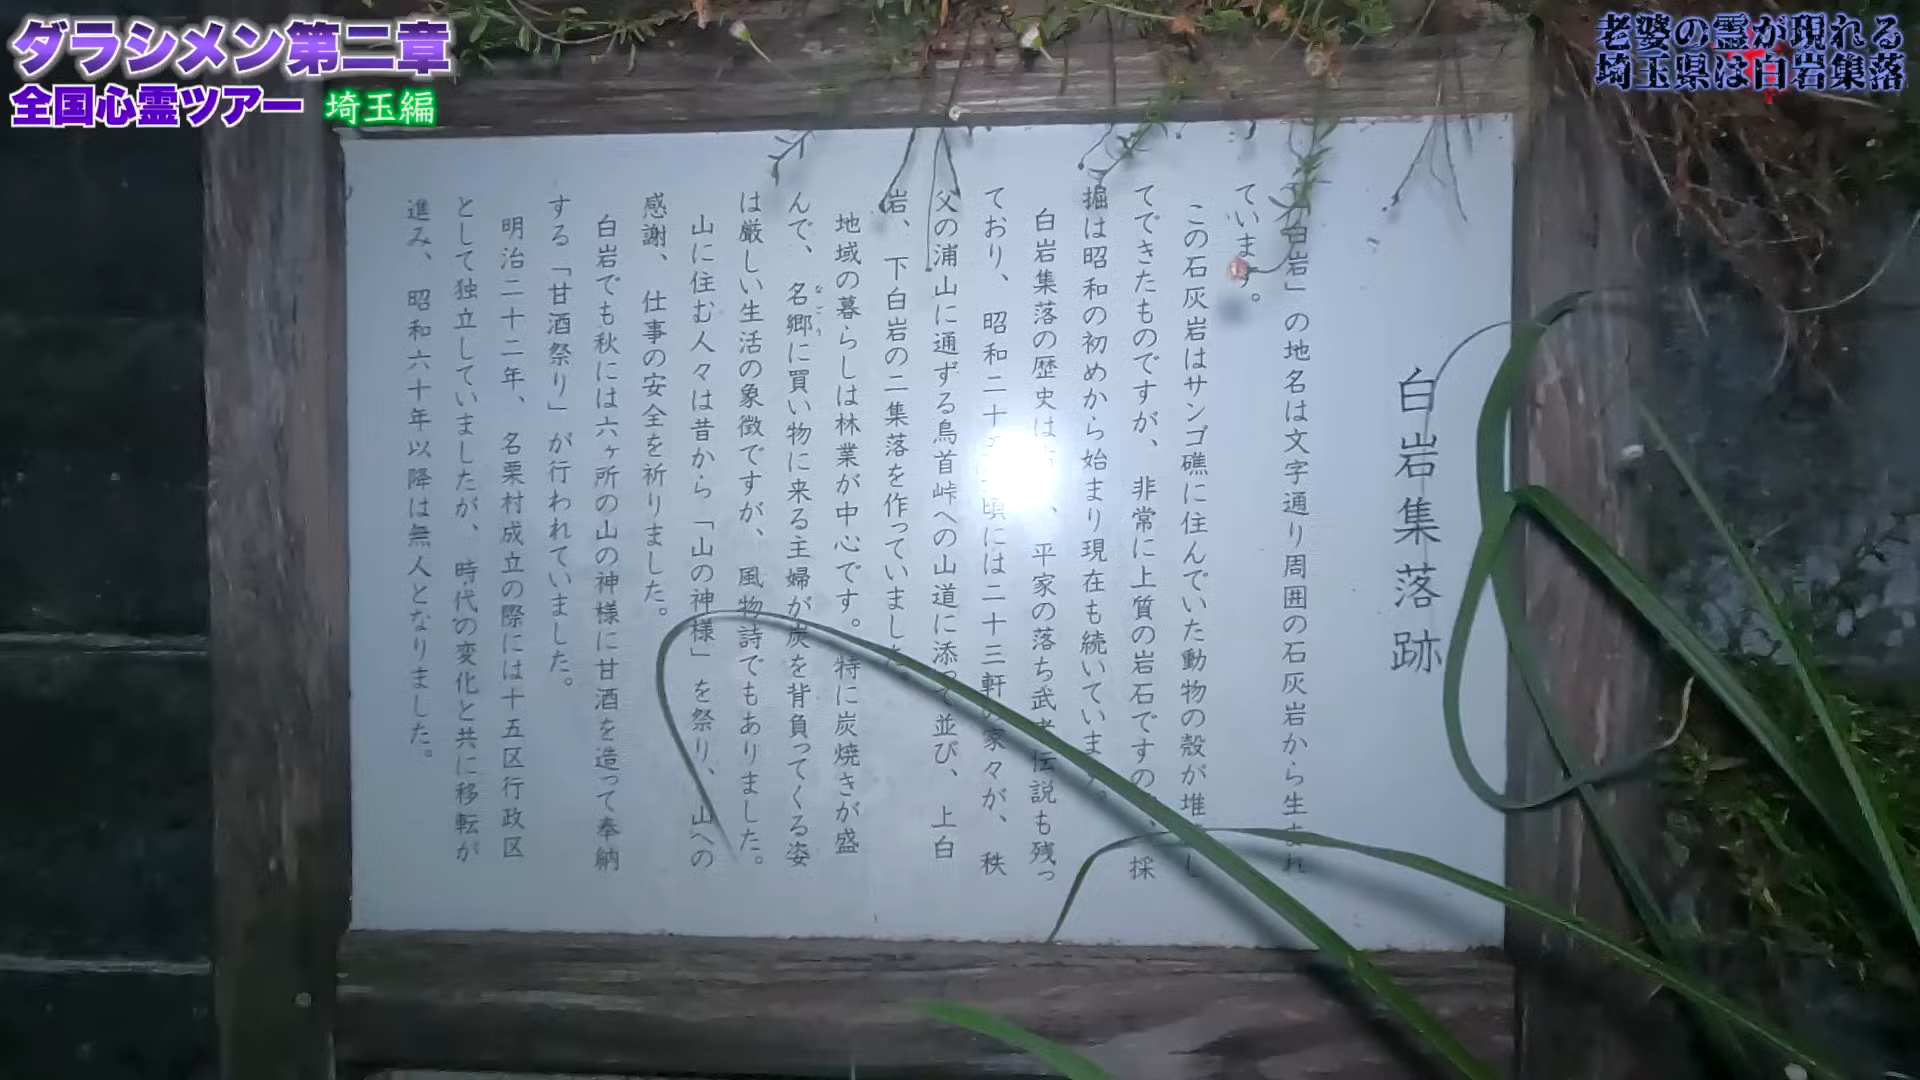 ダラシメン第二章
全国心霊ツアー 埼玉編
老婆の霊が現れる
埼玉県は白岩集落
白岩集落跡
白岩」の地名は文字通り周囲の石灰岩から生まれ
ています。
この石灰岩はサンゴ礁に住んでいた動物の殻が堆し
てできたものですが、非常に上質の岩石ですの、採
掘は昭和の初めから始まり現在も続いています。
白岩集落の歴史は、平家の落ち武者伝説も残っ
ており、昭和二十頃には二十三軒の家々が、秩
父の浦山に通ずる鳥首峠への山道に添って並び、上白
岩、下白岩の二集落を作っていました
地域の暮らしは林業が中心です。特に炭焼きが盛
んで、名郷に買い物に来る主婦が炭を背負ってくる姿
は厳しい生活の象徴ですが、風物詩でもありました。
山に住む人々は昔から「山の神様」を祭り、山への
感謝、仕事の安全を祈りました。
白岩でも秋には六ヶ所の山の神様に甘酒を造って奉納
する「甘酒祭り」が行われていました。
明治二十二年、名栗村成立の際には十五区行政区
として独立していましたが、時代の変化と共に移転が
進み、昭和六十年以降は無人となりました。